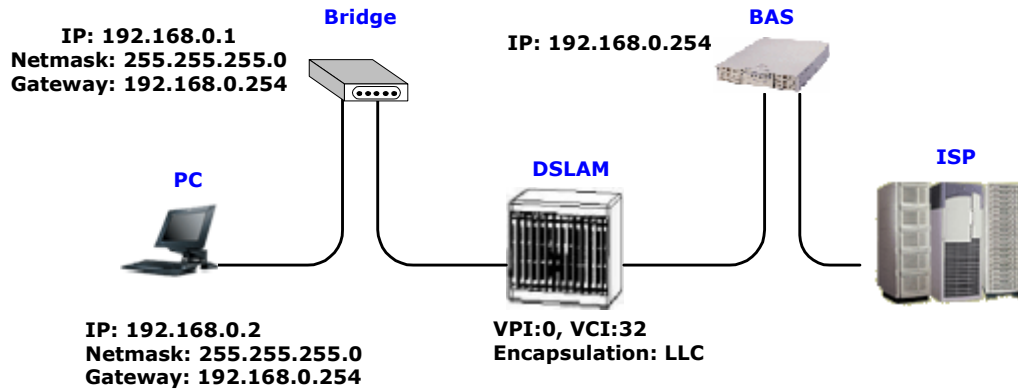 Bridge
IP: 192.168.0.1
Netmask: 255.255.255.0
Gateway: 192.168.0.254
BAS
IP: 192.168.0.254
PC
IP: 192.168.0.2
Netmask: 255.255.255.0
Gateway: 192.168.0.254
DSLAM
VPI:0, VCI:32
Encapsulation: LLC
ISP